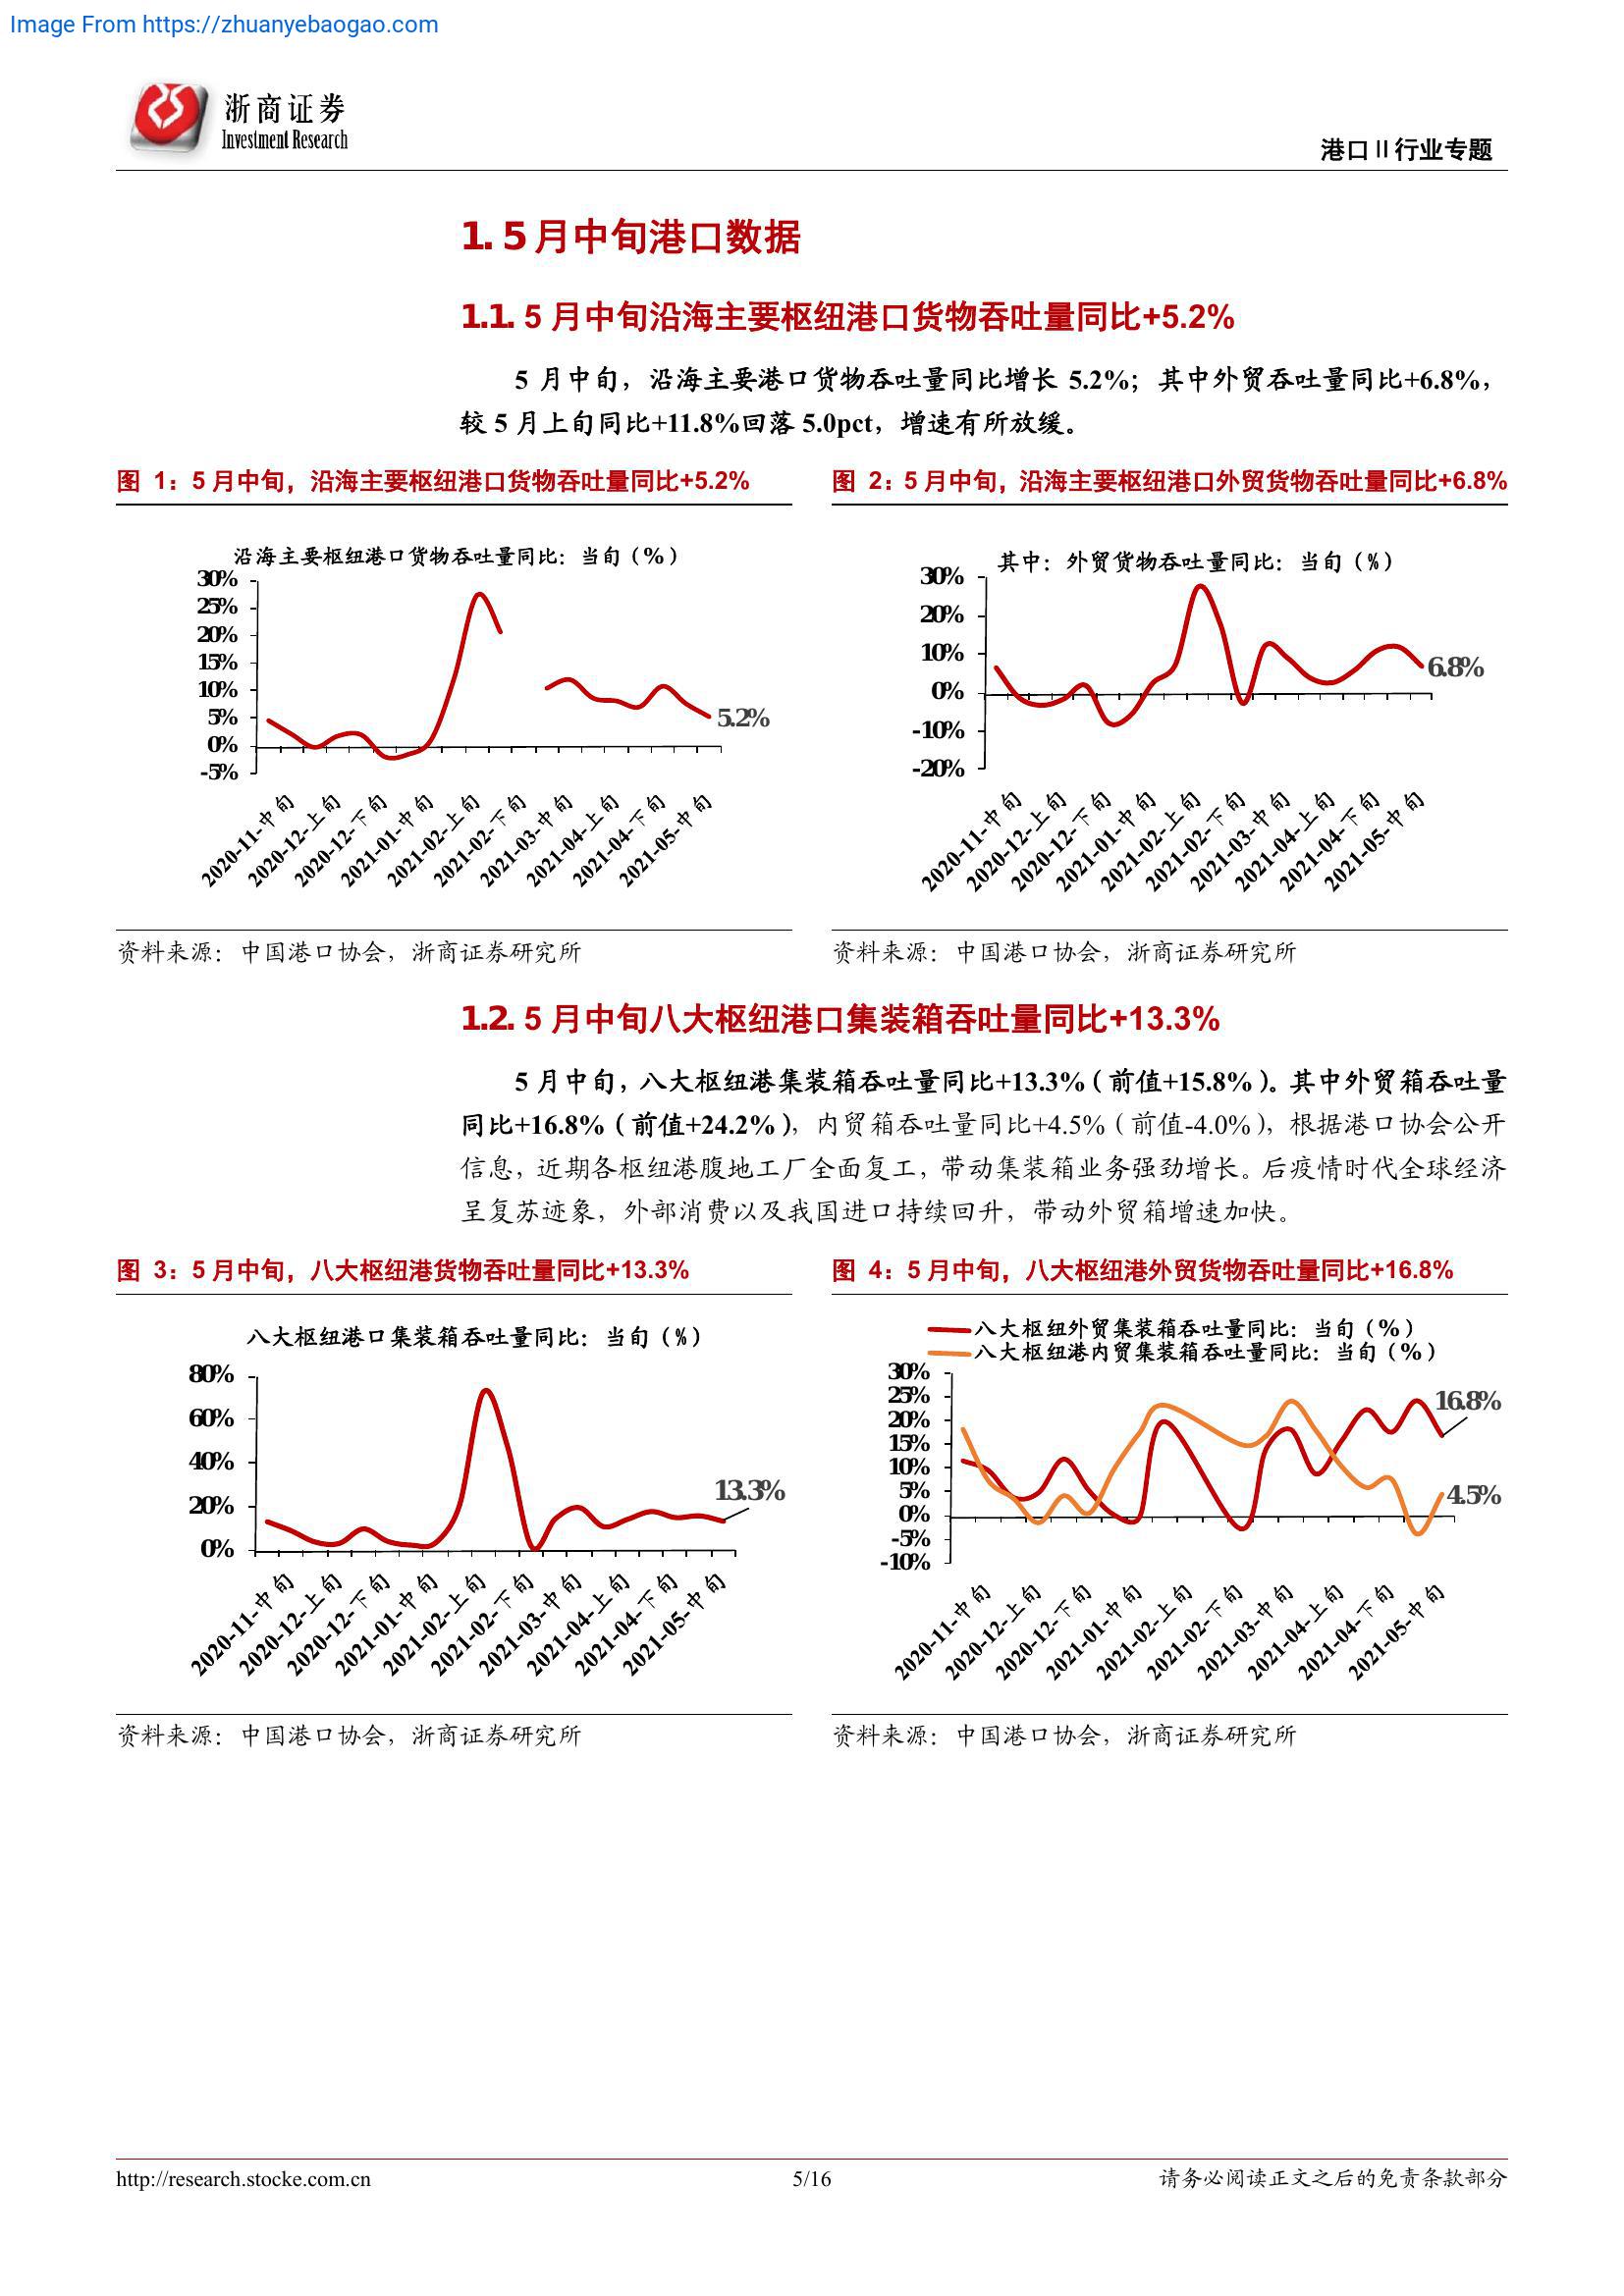 Image From https://zhuanyebaogao.com
浙商证券
Investment Research
港口Ⅱ行业专题
1. 5 月中旬港口数据
1.1. 5 月中旬沿海主要枢纽港口货物吞吐量同比+5.2%
5 月中旬，沿海主要港口货物吞吐量同比增长 5.2%；其中外贸吞吐量同比+6.8%，
较 5 月上旬同比+11.8%回落 5.0pct，增速有所放缓。
图 1：5 月中旬，沿海主要枢纽港口货物吞吐量同比+5.2%
沿海主要枢纽港口货物吞吐量同比：当旬（%）
30%
25%
20%
15%
10%
5%
0%
-5%
5.2%
2020-11-中旬
2020-12-上旬
2020-12-下旬
2021-01-中旬
2021-02-上旬
2021-02-下旬
2021-03-中旬
2021-04-上旬
2021-04-下旬
2021-05-中旬
资料来源：中国港口协会，浙商证券研究所
图 2：5 月中旬，沿海主要枢纽港口外贸货物吞吐量同比+6.8%
其中：外贸货物吞吐量同比：当旬（%）
30%
20%
10%
0%
-10%
-20%
6.8%
2020-11-中旬
2020-12-上旬
2020-12-下旬
2021-01-中旬
2021-02-上旬
2021-02-下旬
2021-03-中旬
2021-04-上旬
2021-04-下旬
2021-05-中旬
资料来源：中国港口协会，浙商证券研究所
1.2. 5 月中旬八大枢纽港口集装箱吞吐量同比+13.3%
5 月中旬，八大枢纽港集装箱吞吐量同比+13.3%（前值+15.8%）。其中外贸箱吞吐量
同比+16.8%（前值+24.2%），内贸箱吞吐量同比+4.5%（前值-4.0%），根据港口协会公开
信息，近期各枢纽港腹地工厂全面复工，带动集装箱业务强劲增长。后疫情时代全球经济
呈复苏迹象，外部消费以及我国进口持续回升，带动外贸箱增速加快。
图 3：5 月中旬，八大枢纽港货物吞吐量同比+13.3%
八大枢纽港口集装箱吞吐量同比：当旬（%）
80%
60%
40%
20%
0%
13.3%
2020-11-中旬
2020-12-上旬
2020-12-下旬
2021-01-中旬
2021-02-上旬
2021-02-下旬
2021-03-中旬
2021-04-上旬
2021-04-下旬
2021-05-中旬
资料来源：中国港口协会，浙商证券研究所
图 4：5 月中旬，八大枢纽港外贸货物吞吐量同比+16.8%
八大枢纽外贸集装箱吞吐量同比：当旬（%）
八大枢纽港内贸集装箱吞吐量同比：当旬（%）
30%
25%
20%
15%
10%
5%
0%
-5%
-10%
16.8%
4.5%
2020-11-中旬
2020-12-上旬
2020-12-下旬
2021-01-中旬
2021-02-上旬
2021-02-下旬
2021-03-中旬
2021-04-上旬
2021-04-下旬
2021-05-中旬
资料来源：中国港口协会，浙商证券研究所
http://research.stocke.com.cn
5/16
请务必阅读正文之后的免责条款部分